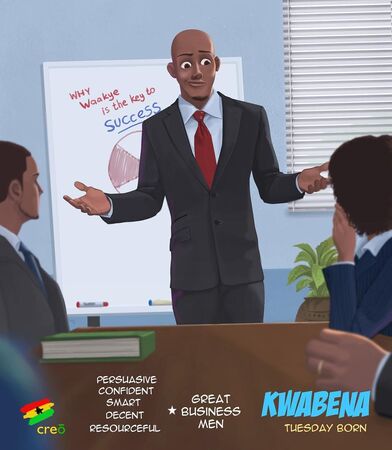 WHY
Waakye
is the key to
SUCCESS
PERSUASIVE
CONFIDENT
SMART
DECENT
RESOURCEFUL
GREAT
BUSINESS
MEN
KWABENA
TUESDAY BORN
creō